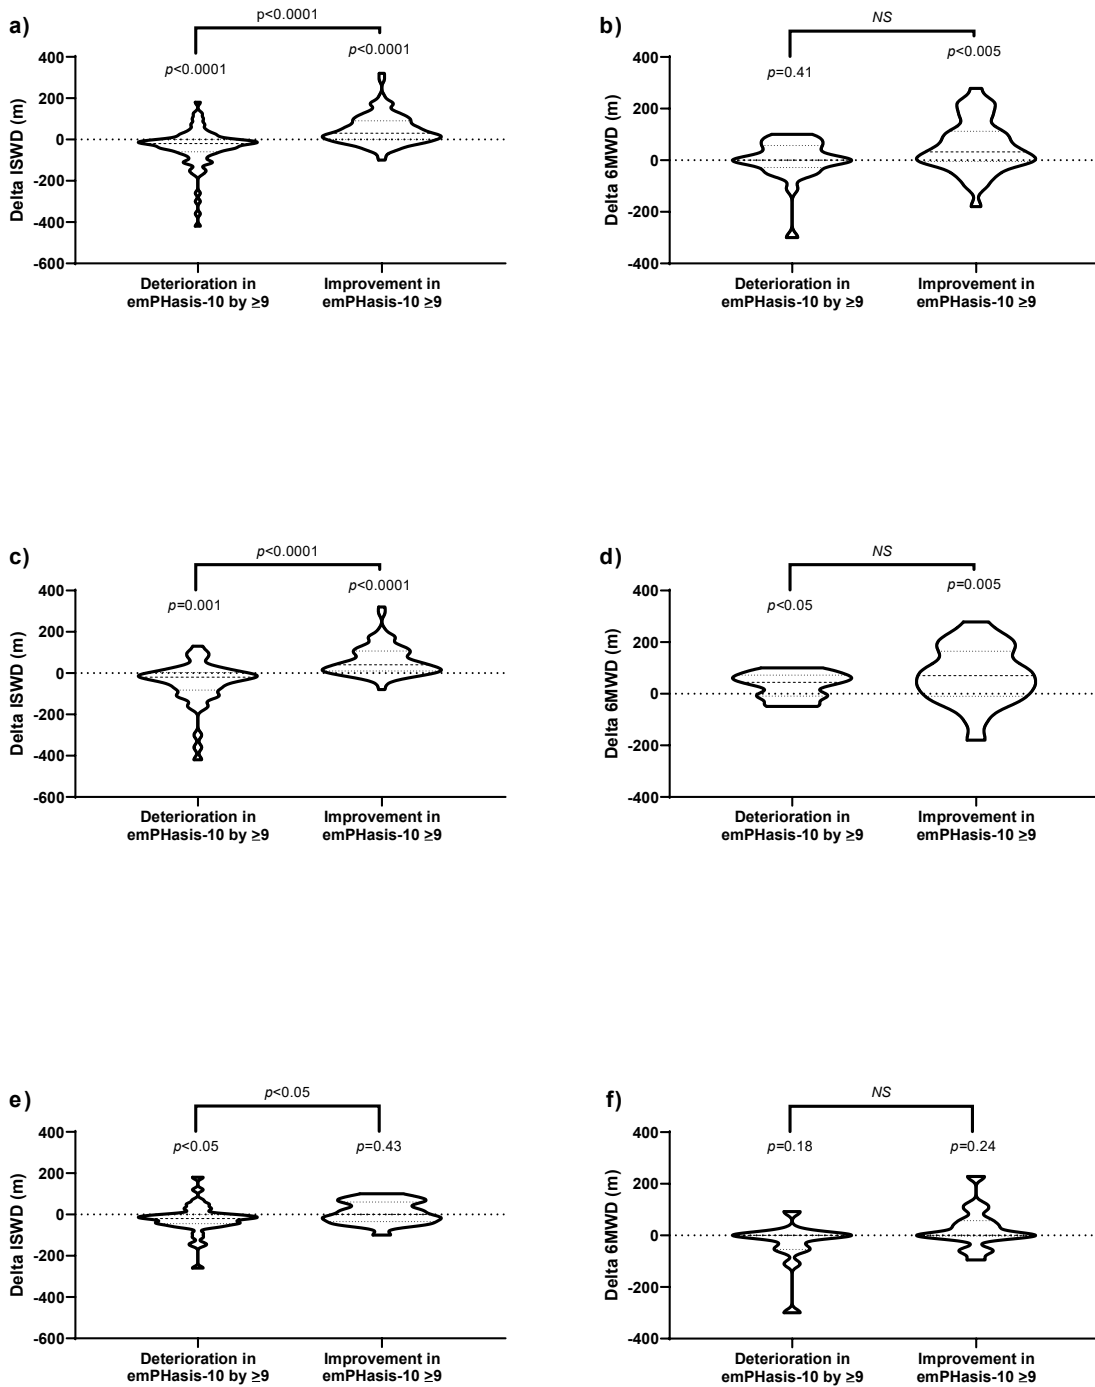 a)
p<0.0001
p<0.0001
p<0.0001
Delta ISWD (m)
400
200
0
-200
-400
-600
Deterioration in
emPHasis-10 by ≥9
Improvement in
emPHasis-10 ≥9
b)
NS
p=0.41
p<0.005
Delta 6MWD (m)
400
200
0
-200
-400
Deterioration in
emPHasis-10 by ≥9
Improvement in
emPHasis-10 ≥9
c)
p<0.0001
p=0.001
p<0.0001
Delta ISWD (m)
400
200
0
-200
-400
-600
Deterioration in
emPHasis-10 by ≥9
Improvement in
emPHasis-10 ≥9
d)
NS
p<0.05
p=0.005
Delta 6MWD (m)
400
200
0
-200
-400
Deterioration in
emPHasis-10 by ≥9
Improvement in
emPHasis-10 ≥9
e)
p<0.05
p<0.05
p=0.43
Delta ISWD (m)
400
200
0
-200
-400
-600
Deterioration in
emPHasis-10 by ≥9
Improvement in
emPHasis-10 ≥9
f)
NS
p=0.18
p=0.24
Delta 6MWD (m)
400
200
0
-200
-400
Deterioration in
emPHasis-10 by ≥9
Improvement in
emPHasis-10 ≥9